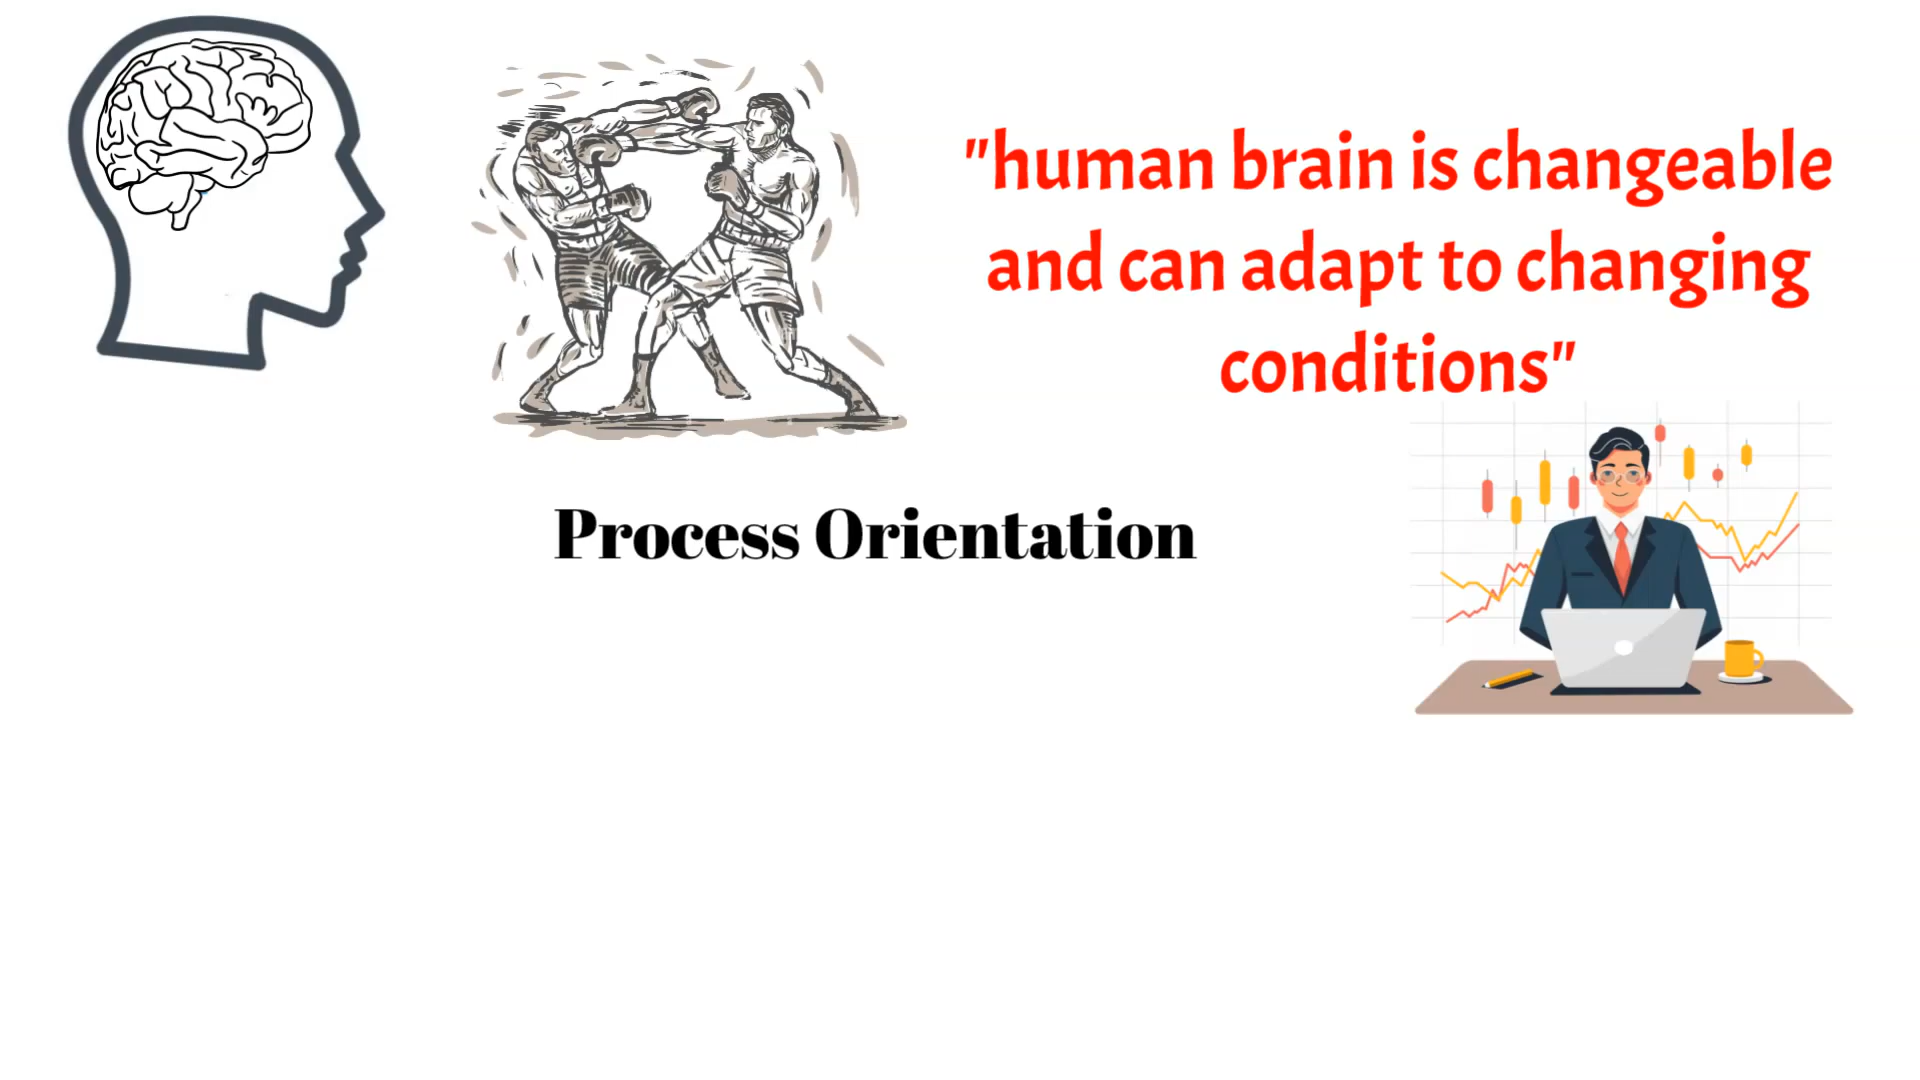 "human brain is changeable
and can adapt to changing
conditions"
Process Orientation